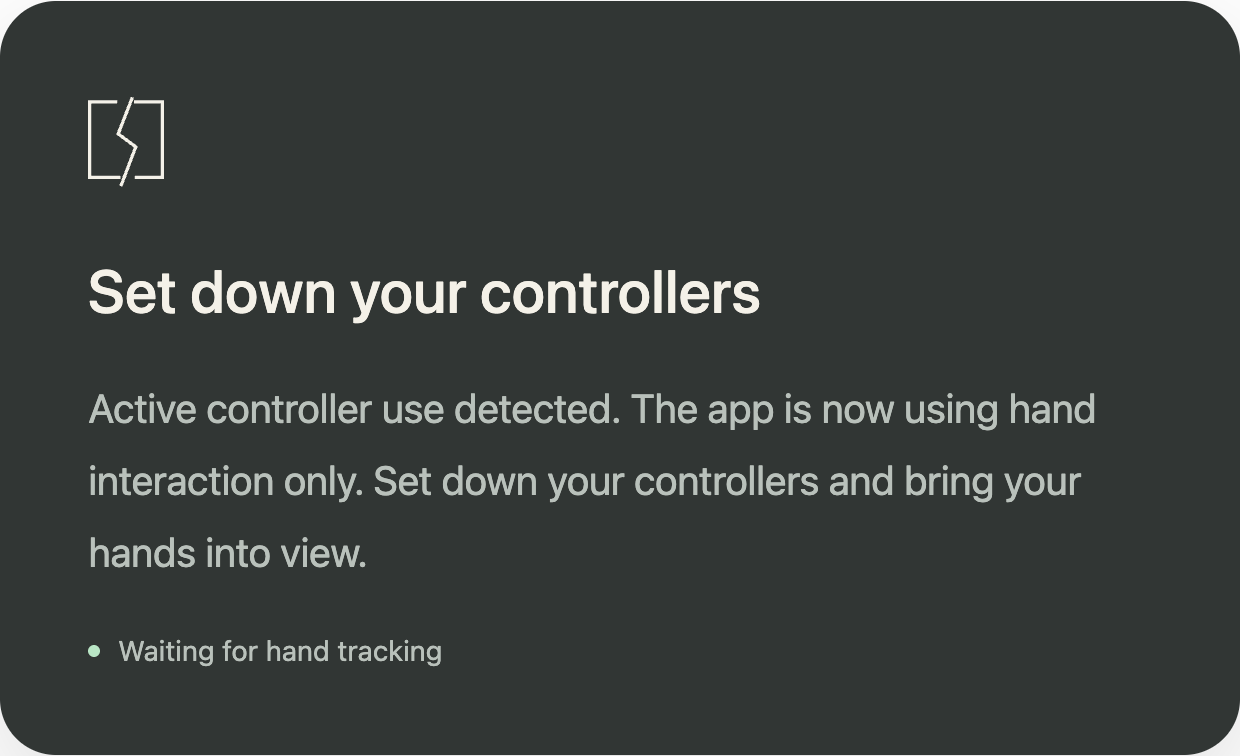 Set down your controllers
Active controller use detected. The app is now using hand
interaction only. Set down your controllers and bring your
hands into view.
Waiting for hand tracking